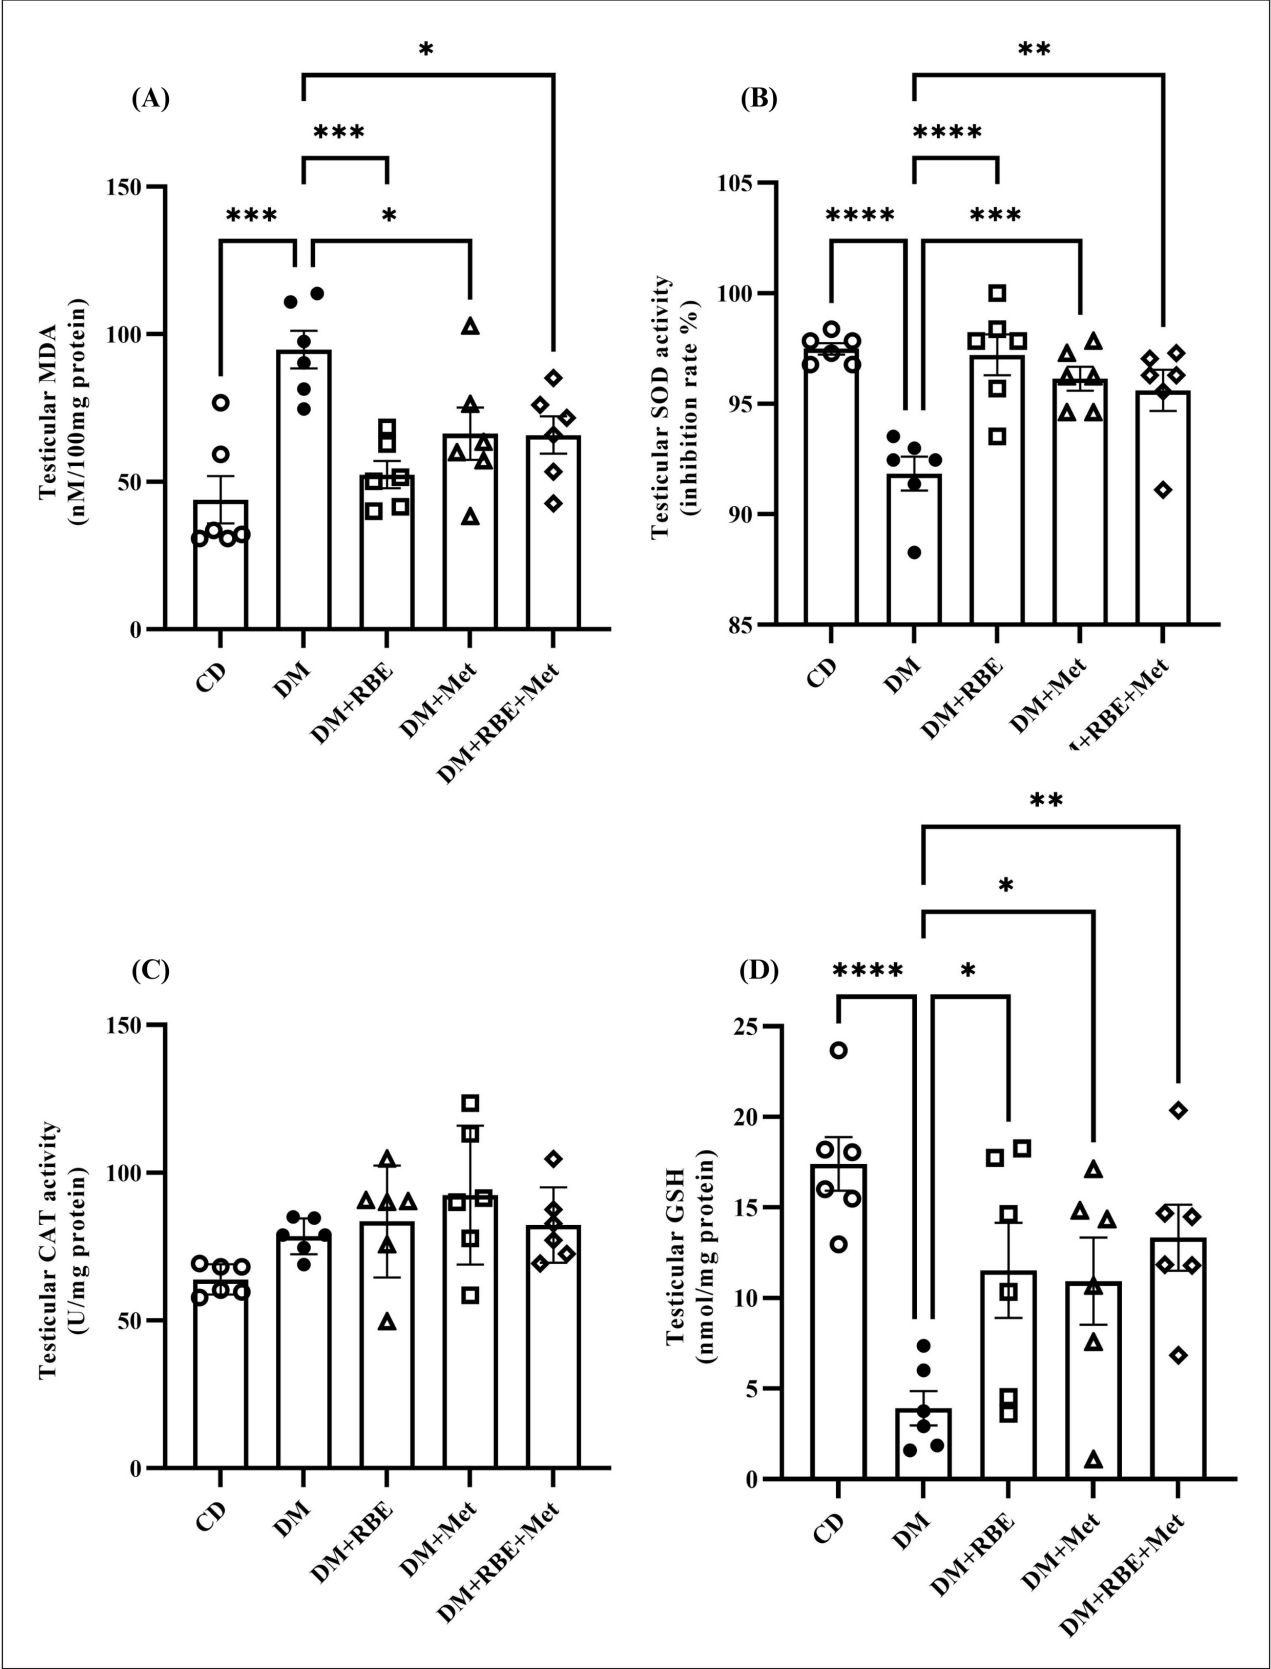 *
(A)
***
***
*
150
100
50
0
Testicular MDA
(nM/100mg protein)
CD
DM
DM+RBE
DM+Met
DM+RBE+Met
**
(B)
****
****
***
105
100
95
90
85
Testicular SOD activity
(inhibition rate %)
CD
DM
DM+RBE
DM+Met
+RBE+Met
(C)
150
100
50
0
Testicular CAT activity
(U/mg protein)
CD
DM
DM+RBE
DM+Met
DM+RBE+Met
**
*
(D)
****
*
25
20
15
10
5
0
Testicular GSH
(nmol/mg protein)
CD
DM
DM+RBE
DM+Met
DM+RBE+Met